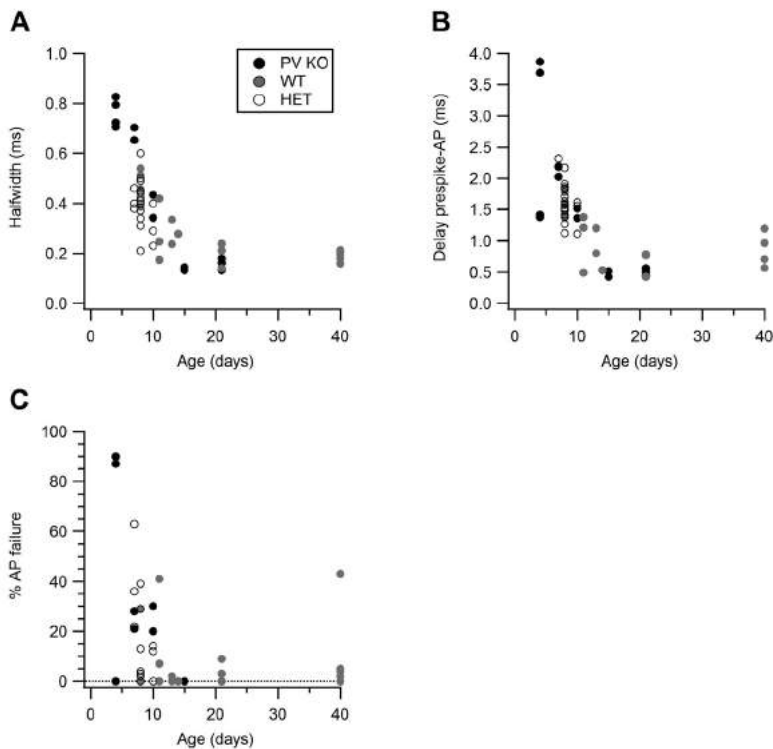 A
B
1.0
0.8
0.6
0.4
0.2
0.0
Halfwidth (ms)
PV KO
WT
HET
0 10 20 30 40
Age (days)
4.0
3.5
3.0
2.5
2.0
1.5
1.0
0.5
0.0
Delay prespike-AP (ms)
0 10 20 30 40
Age (days)
C
100
80
60
40
20
0
% AP failure
0 10 20 30 40
Age (days)